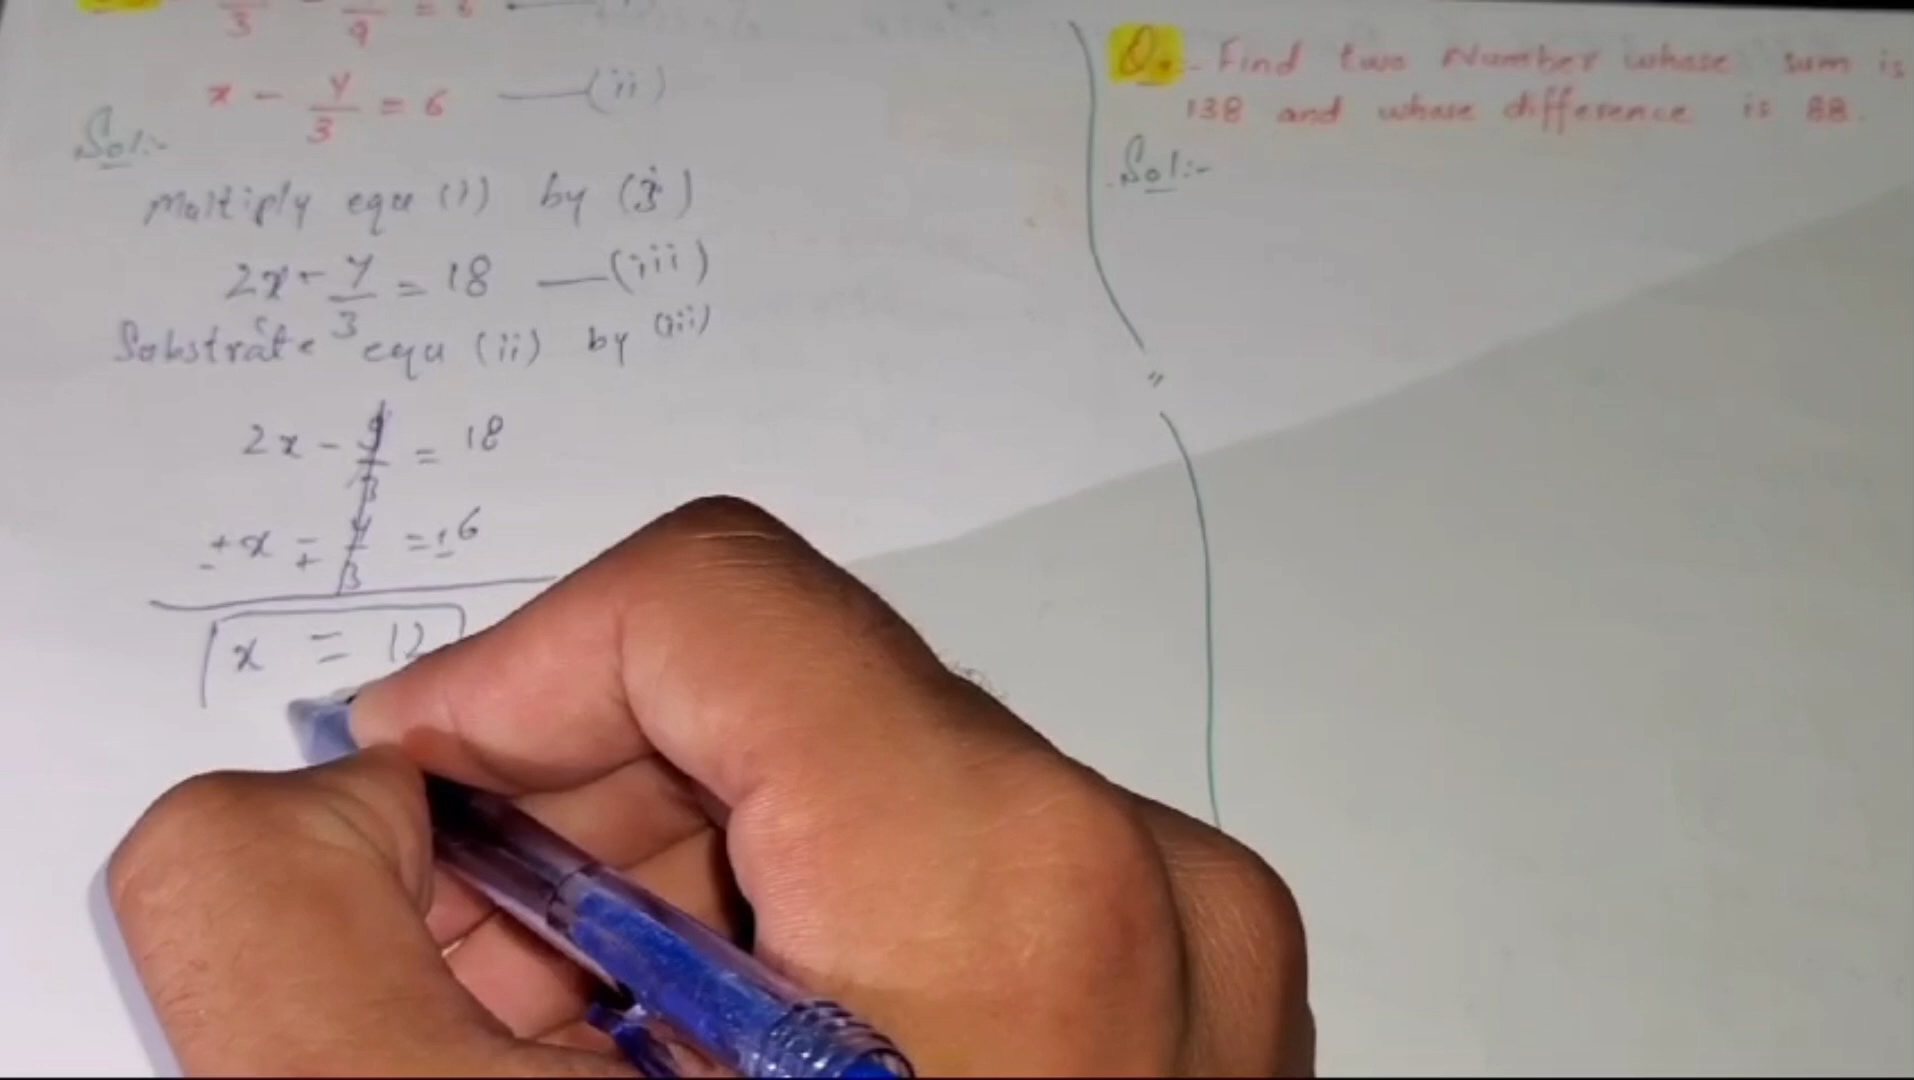 x - y/3 = 6 —(ii)
Sol:-
Multiply equ (i) by (3)
2x - y/3 = 18 —(iii)
Substrate equ (ii) by (iii)
2x - y/3 = 18
± x ∓ y/3 = ± 6
x = 12
Q.- Find two Number whose sum is
138 and whose difference is 88.
Sol:-